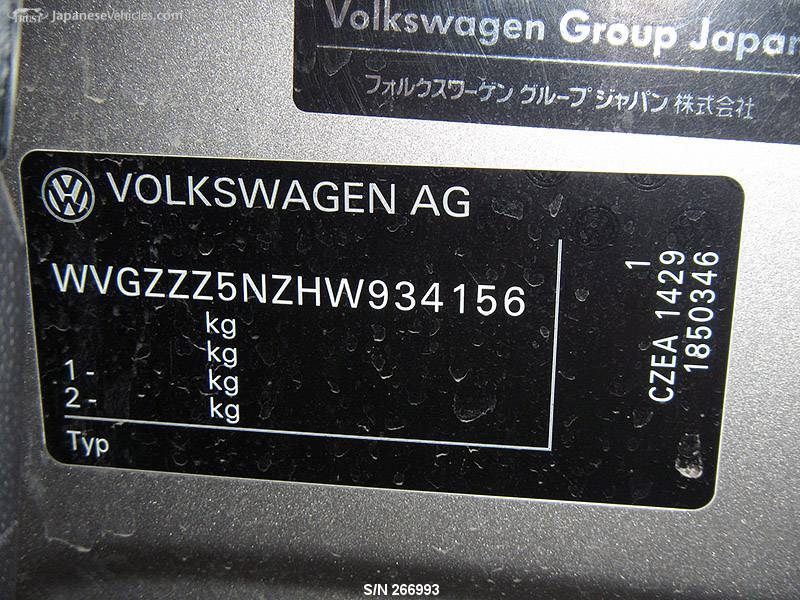 TRUST JapaneseVehicles.com
Volkswagen Group Japan
フォルクスワーゲン グループ ジャパン 株式会社
VOLKSWAGEN AG
WVGZZZ5NZHW934156
kg
kg
1 - kg
2 - kg
Typ
1
CZEA 1429
1850346
S/N 266993